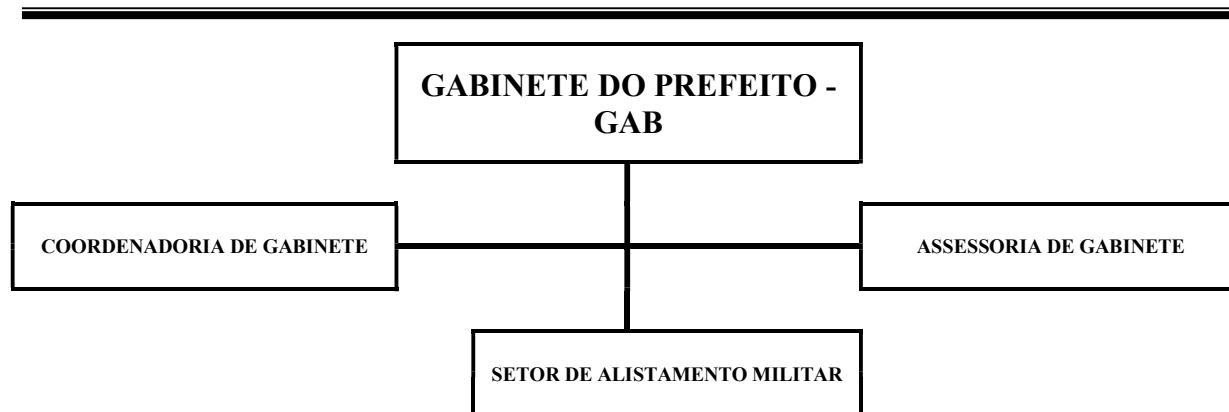 GABINETE DO PREFEITO -
GAB
COORDENADORIA DE GABINETE
ASSESSORIA DE GABINETE
SETOR DE ALISTAMENTO MILITAR